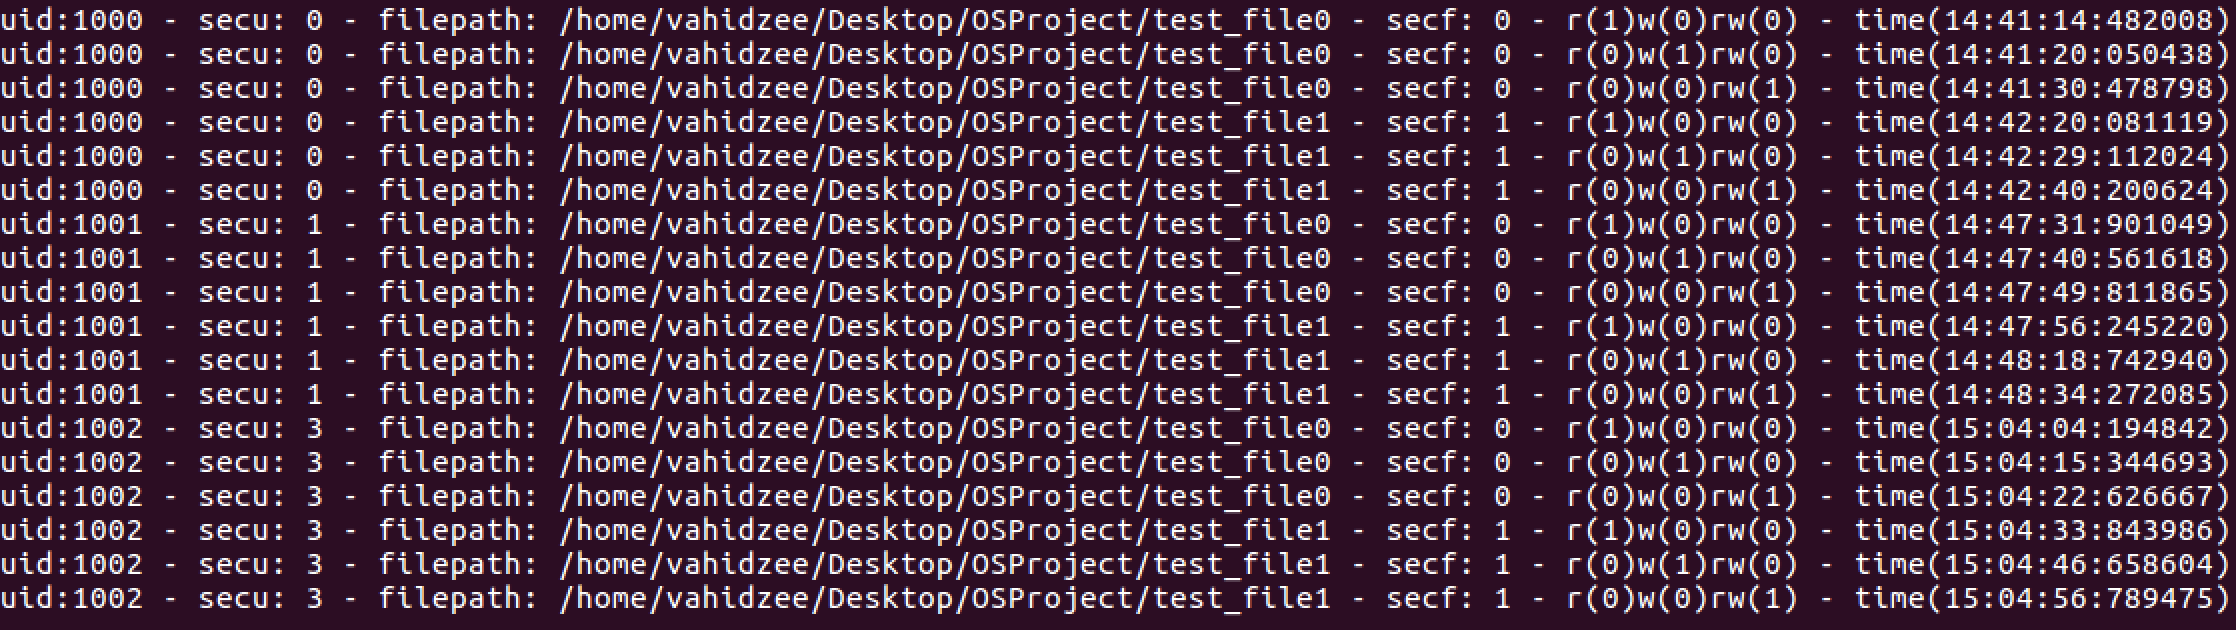 uid:1000 - secu: 0 - filepath: /home/vahidzee/Desktop/OSProject/test_file0 - secf: 0 - r(1)w(0)rw(0) - time(14:41:14:482008)
uid:1000 - secu: 0 - filepath: /home/vahidzee/Desktop/OSProject/test_file0 - secf: 0 - r(0)w(1)rw(0) - time(14:41:20:050438)
uid:1000 - secu: 0 - filepath: /home/vahidzee/Desktop/OSProject/test_file0 - secf: 0 - r(0)w(0)rw(1) - time(14:41:30:478798)
uid:1000 - secu: 0 - filepath: /home/vahidzee/Desktop/OSProject/test_file1 - secf: 1 - r(1)w(0)rw(0) - time(14:42:20:081119)
uid:1000 - secu: 0 - filepath: /home/vahidzee/Desktop/OSProject/test_file1 - secf: 1 - r(0)w(1)rw(0) - time(14:42:29:112024)
uid:1000 - secu: 0 - filepath: /home/vahidzee/Desktop/OSProject/test_file1 - secf: 1 - r(0)w(0)rw(1) - time(14:42:40:200624)
uid:1001 - secu: 1 - filepath: /home/vahidzee/Desktop/OSProject/test_file0 - secf: 0 - r(1)w(0)rw(0) - time(14:47:31:901049)
uid:1001 - secu: 1 - filepath: /home/vahidzee/Desktop/OSProject/test_file0 - secf: 0 - r(0)w(1)rw(0) - time(14:47:40:561618)
uid:1001 - secu: 1 - filepath: /home/vahidzee/Desktop/OSProject/test_file0 - secf: 0 - r(0)w(0)rw(1) - time(14:47:49:811865)
uid:1001 - secu: 1 - filepath: /home/vahidzee/Desktop/OSProject/test_file1 - secf: 1 - r(1)w(0)rw(0) - time(14:47:56:245220)
uid:1001 - secu: 1 - filepath: /home/vahidzee/Desktop/OSProject/test_file1 - secf: 1 - r(0)w(1)rw(0) - time(14:48:18:742940)
uid:1001 - secu: 1 - filepath: /home/vahidzee/Desktop/OSProject/test_file1 - secf: 1 - r(0)w(0)rw(1) - time(14:48:34:272085)
uid:1002 - secu: 3 - filepath: /home/vahidzee/Desktop/OSProject/test_file0 - secf: 0 - r(1)w(0)rw(0) - time(15:04:04:194842)
uid:1002 - secu: 3 - filepath: /home/vahidzee/Desktop/OSProject/test_file0 - secf: 0 - r(0)w(1)rw(0) - time(15:04:15:344693)
uid:1002 - secu: 3 - filepath: /home/vahidzee/Desktop/OSProject/test_file0 - secf: 0 - r(0)w(0)rw(1) - time(15:04:22:626667)
uid:1002 - secu: 3 - filepath: /home/vahidzee/Desktop/OSProject/test_file1 - secf: 1 - r(1)w(0)rw(0) - time(15:04:33:843986)
uid:1002 - secu: 3 - filepath: /home/vahidzee/Desktop/OSProject/test_file1 - secf: 1 - r(0)w(1)rw(0) - time(15:04:46:658604)
uid:1002 - secu: 3 - filepath: /home/vahidzee/Desktop/OSProject/test_file1 - secf: 1 - r(0)w(0)rw(1) - time(15:04:56:789475)